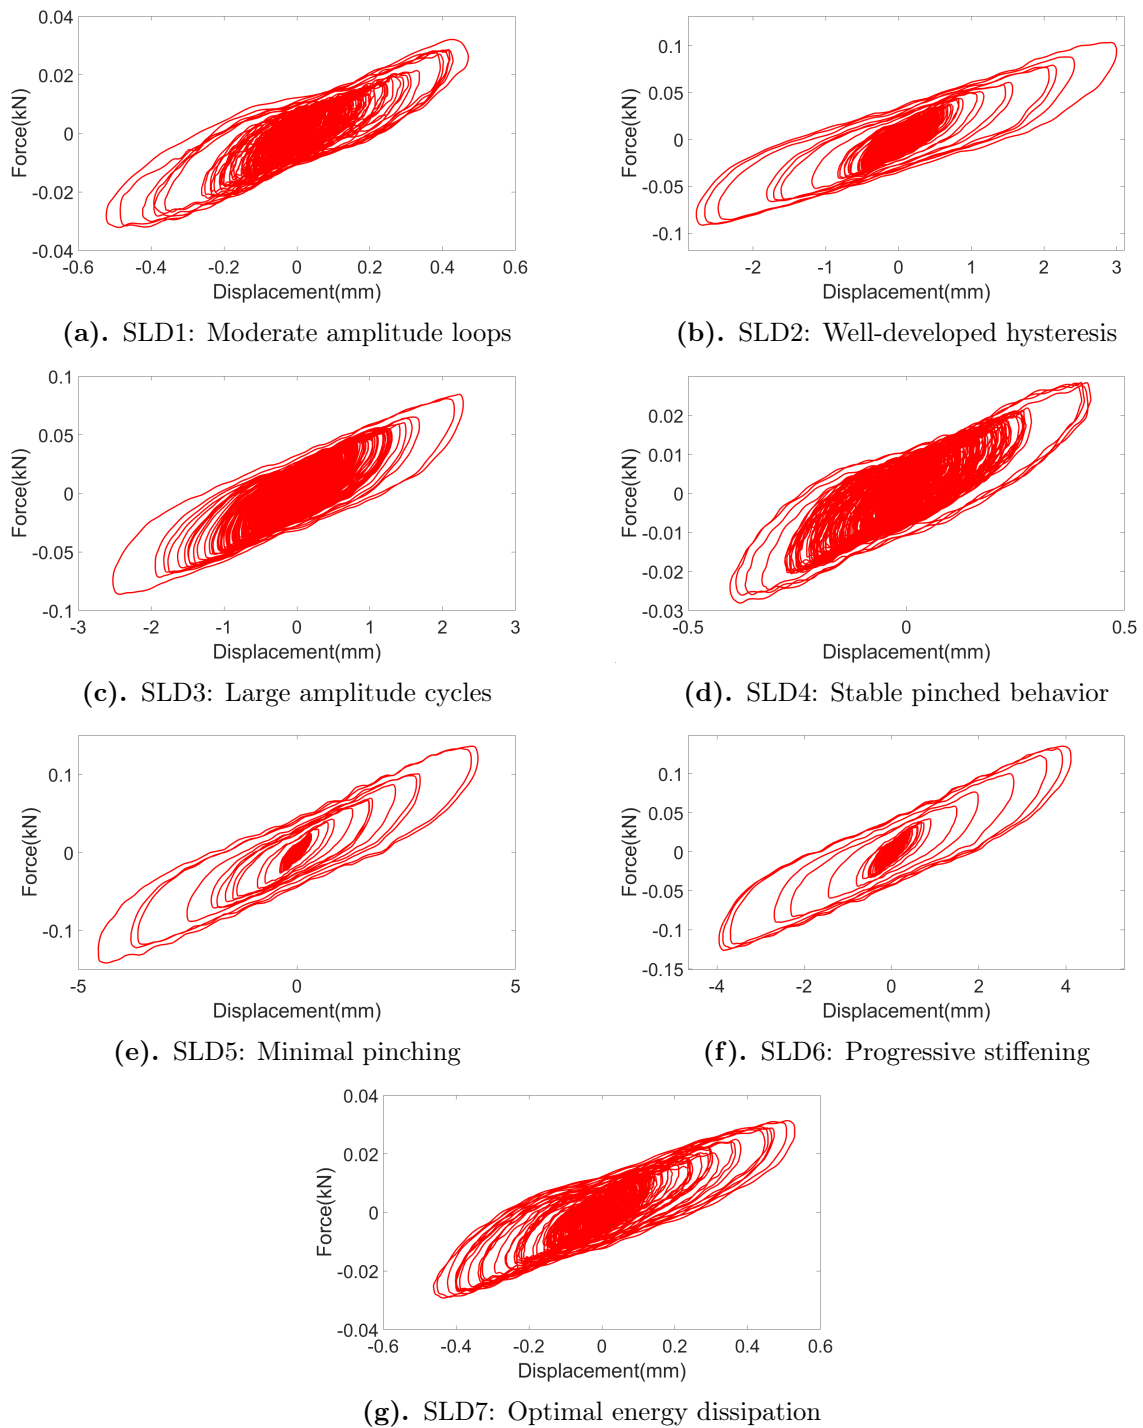 0.04
0.02
0
-0.02
-0.04
Force(kN)
-0.6 -0.4 -0.2 0 0.2 0.4 0.6
Displacement(mm)
(a). SLD1: Moderate amplitude loops
0.1
0.05
0
-0.05
-0.1
Force(kN)
-2 -1 0 1 2 3
Displacement(mm)
(b). SLD2: Well-developed hysteresis
0.1
0.05
0
-0.05
-0.1
Force(kN)
-3 -2 -1 0 1 2 3
Displacement(mm)
(c). SLD3: Large amplitude cycles
0.02
0.01
0
-0.01
-0.02
-0.03
Force(kN)
-0.5 0 0.5
Displacement(mm)
(d). SLD4: Stable pinched behavior
0.1
0
-0.1
Force(kN)
-5 0 5
Displacement(mm)
(e). SLD5: Minimal pinching
0.1
0.05
0
-0.05
-0.1
-0.15
Force(kN)
-4 -2 0 2 4
Displacement(mm)
(f). SLD6: Progressive stiffening
0.04
0.02
0
-0.02
-0.04
Force(kN)
-0.6 -0.4 -0.2 0 0.2 0.4 0.6
Displacement(mm)
(g). SLD7: Optimal energy dissipation